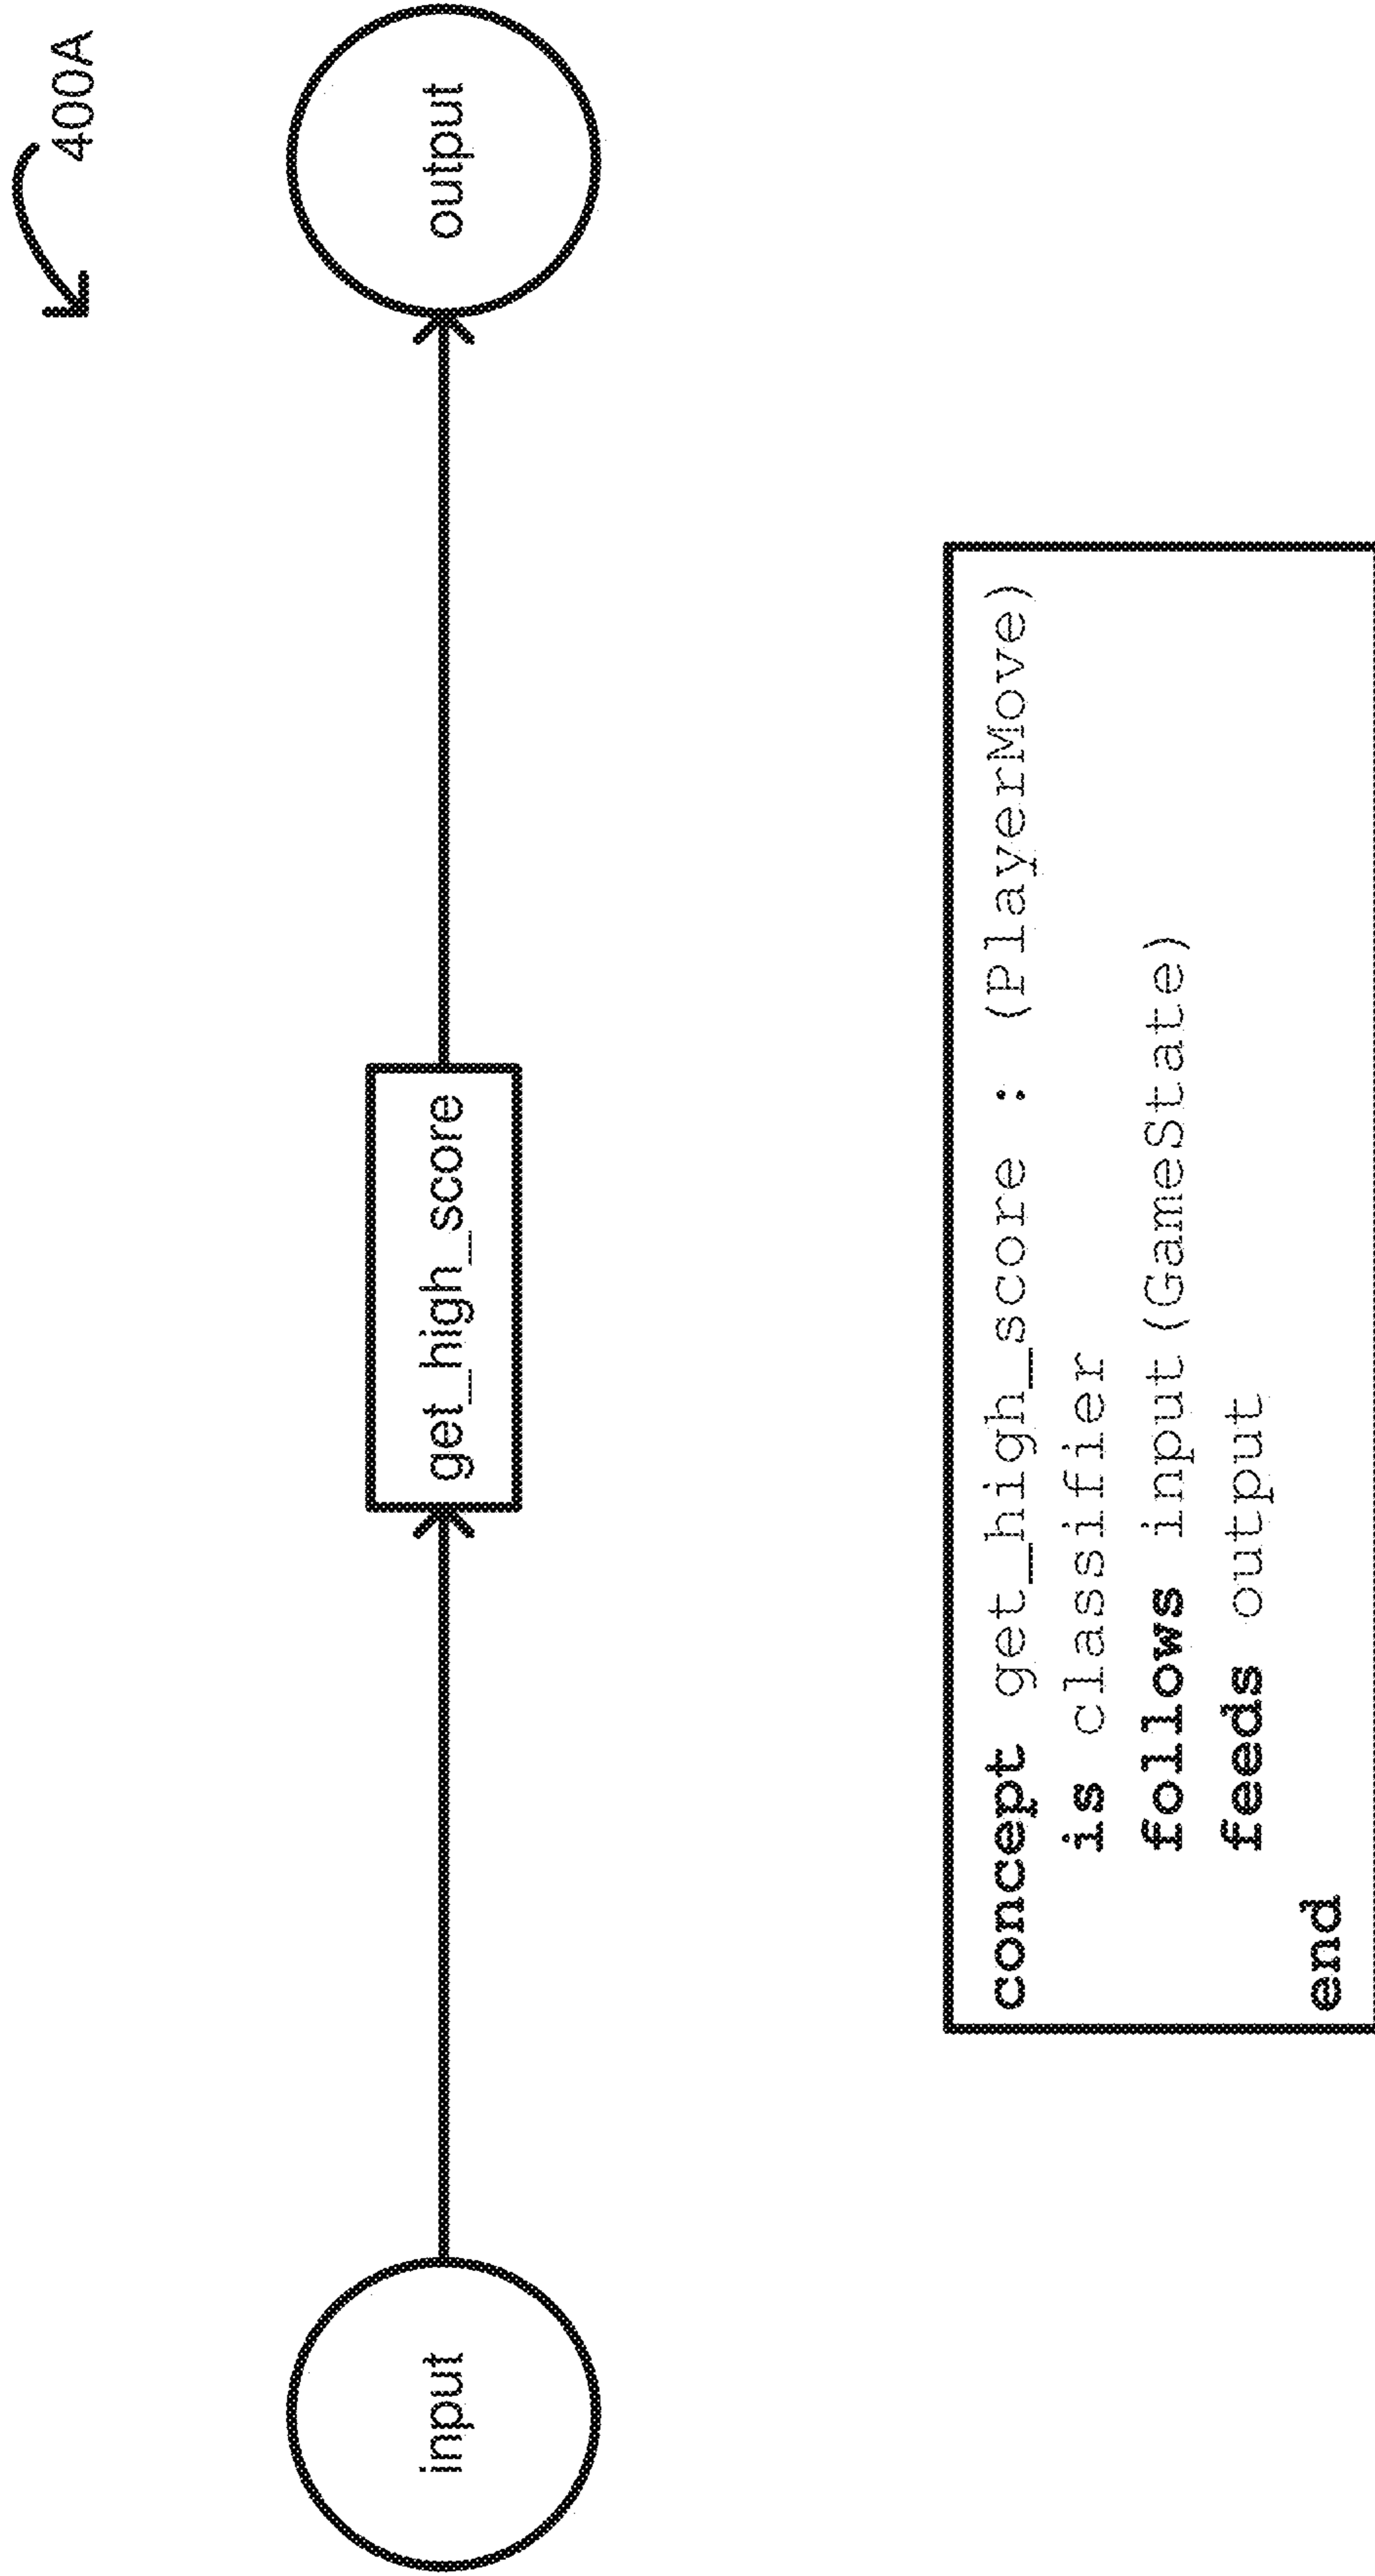 400A
input
get_high_score
output
concept get_high_score : (PlayerMove)
is classifier
follows input(GameState)
feeds output
end